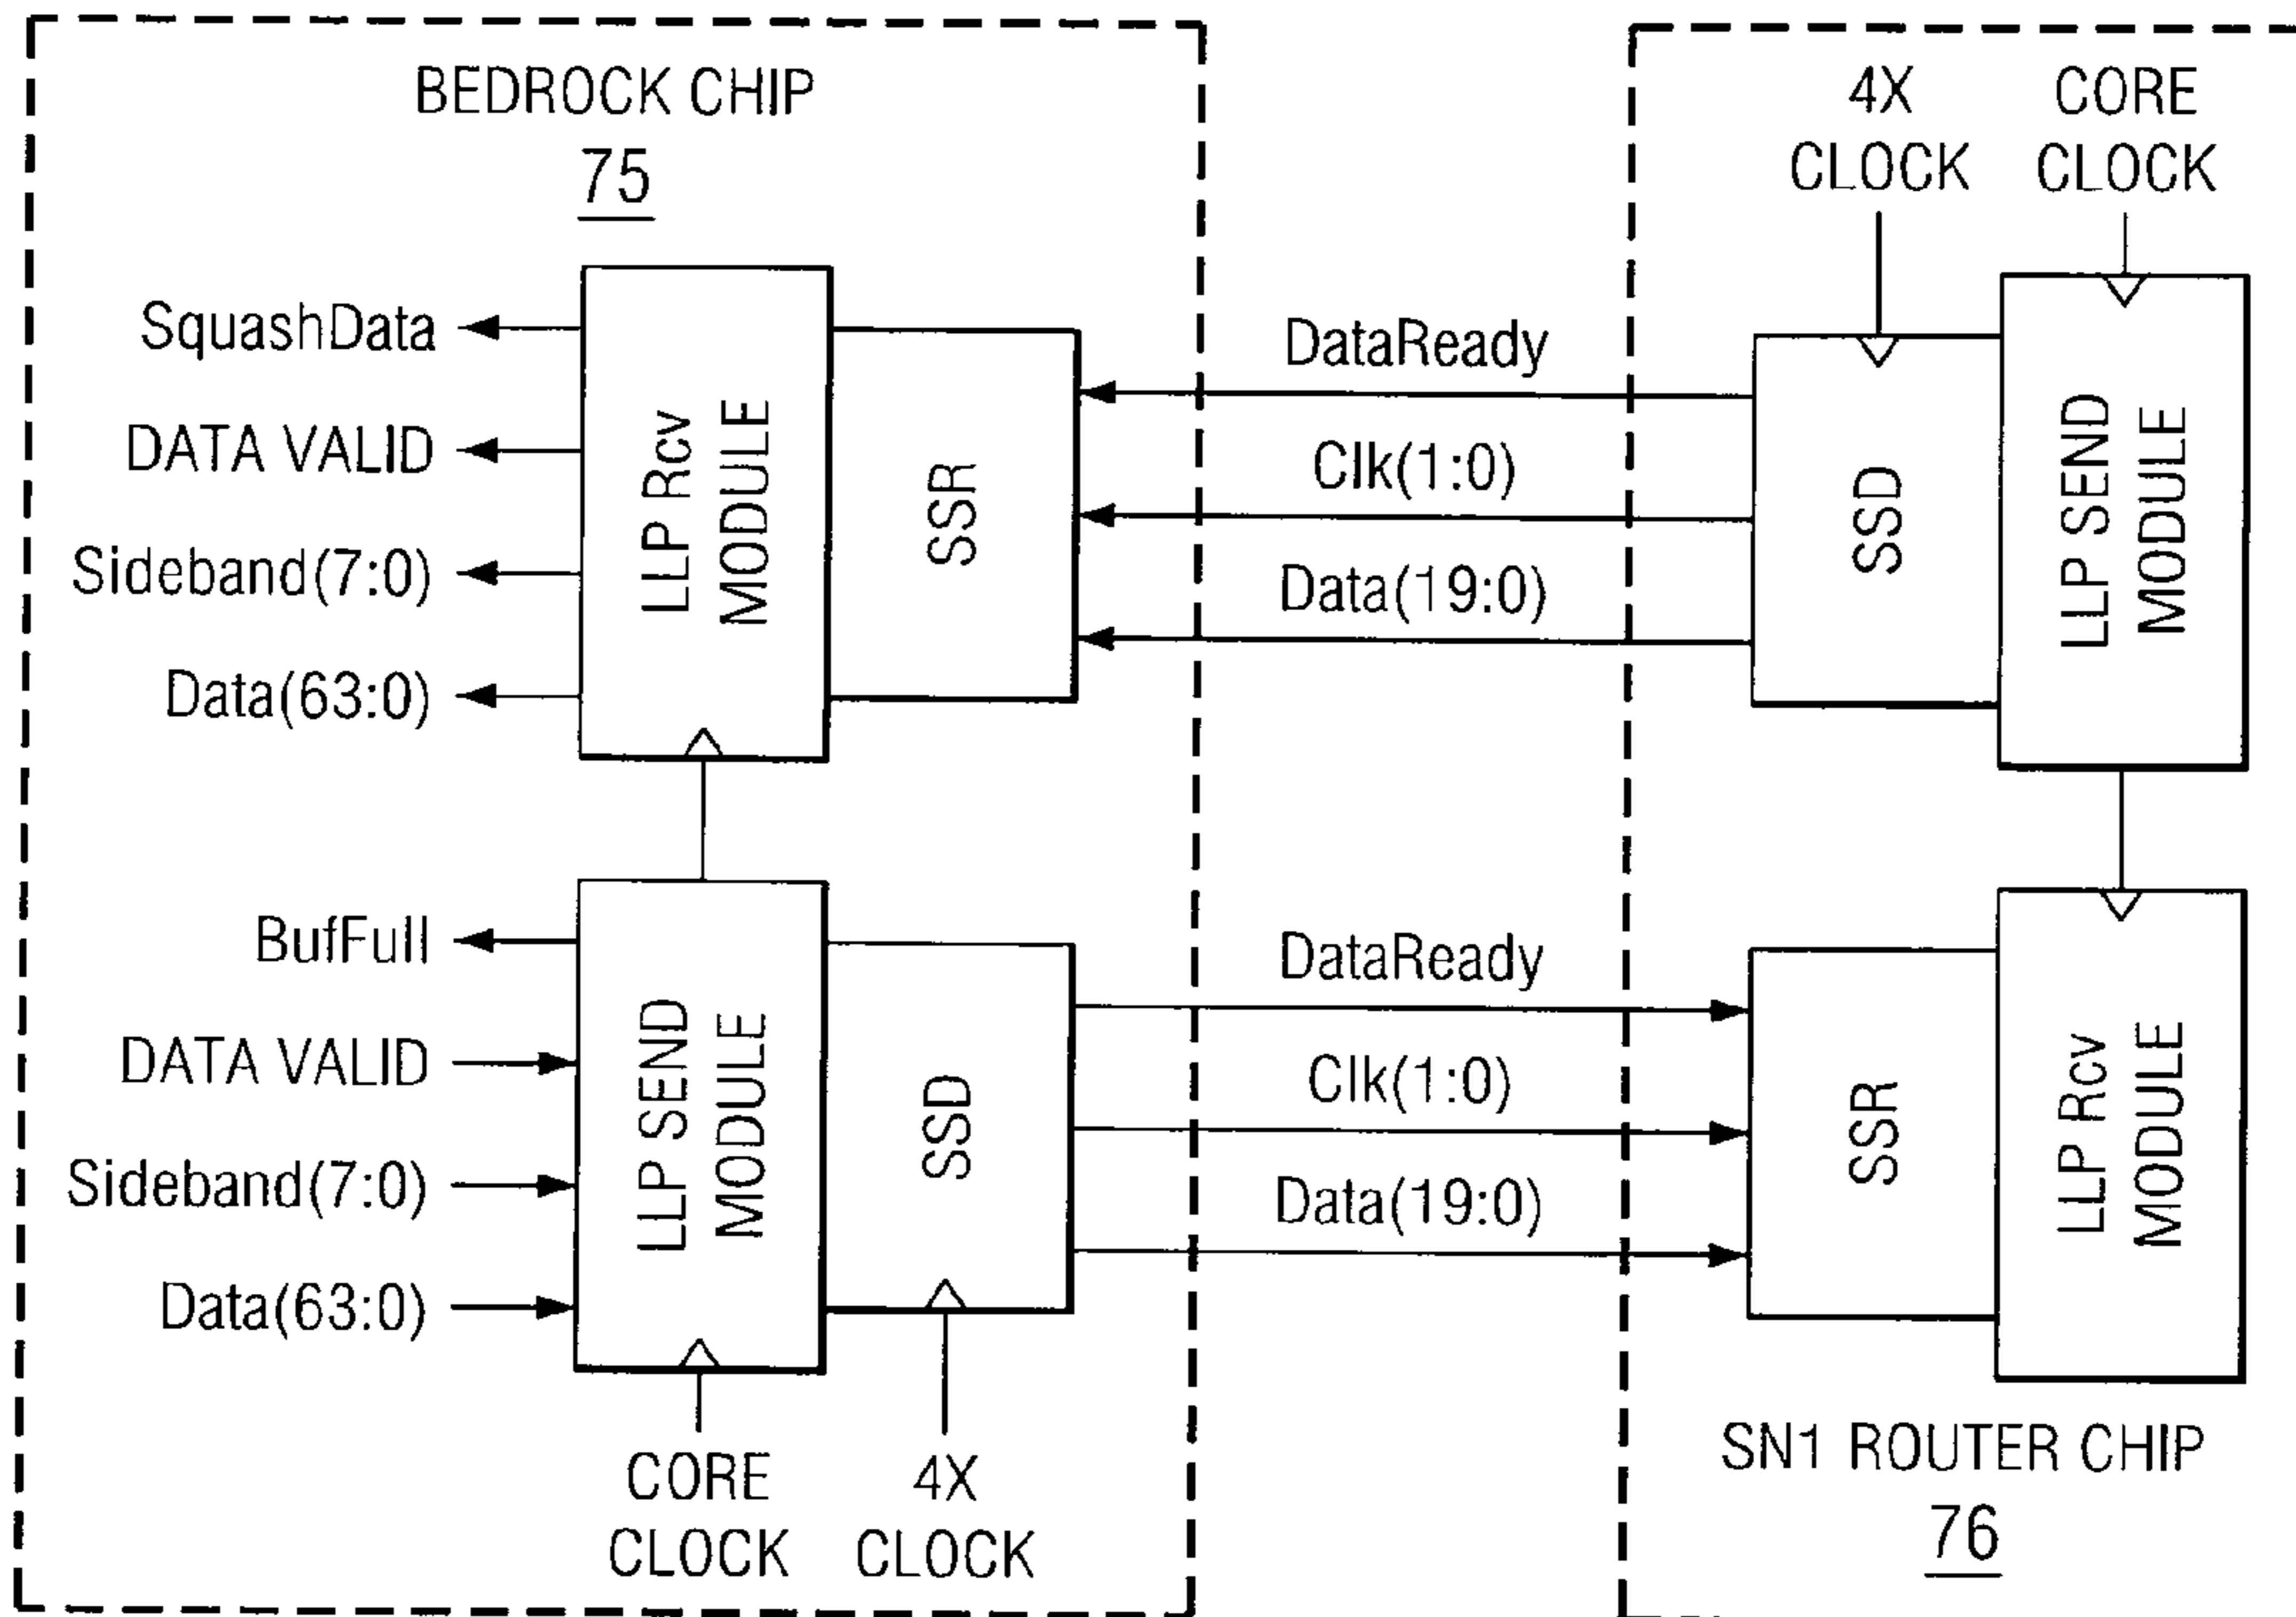 BEDROCK CHIP
75
SquashData
DATA VALID
Sideband(7:0)
Data(63:0)
LLP Rcv
MODULE
SSR
DataReady
Clk(1:0)
Data(19:0)
4X
CLOCK
CORE
CLOCK
SSD
LLP SEND
MODULE
BufFull
DATA VALID
Sideband(7:0)
Data(63:0)
LLP SEND
MODULE
SSD
CORE
CLOCK
4X
CLOCK
DataReady
Clk(1:0)
Data(19:0)
SSR
LLP Rcv
MODULE
SN1 ROUTER CHIP
76